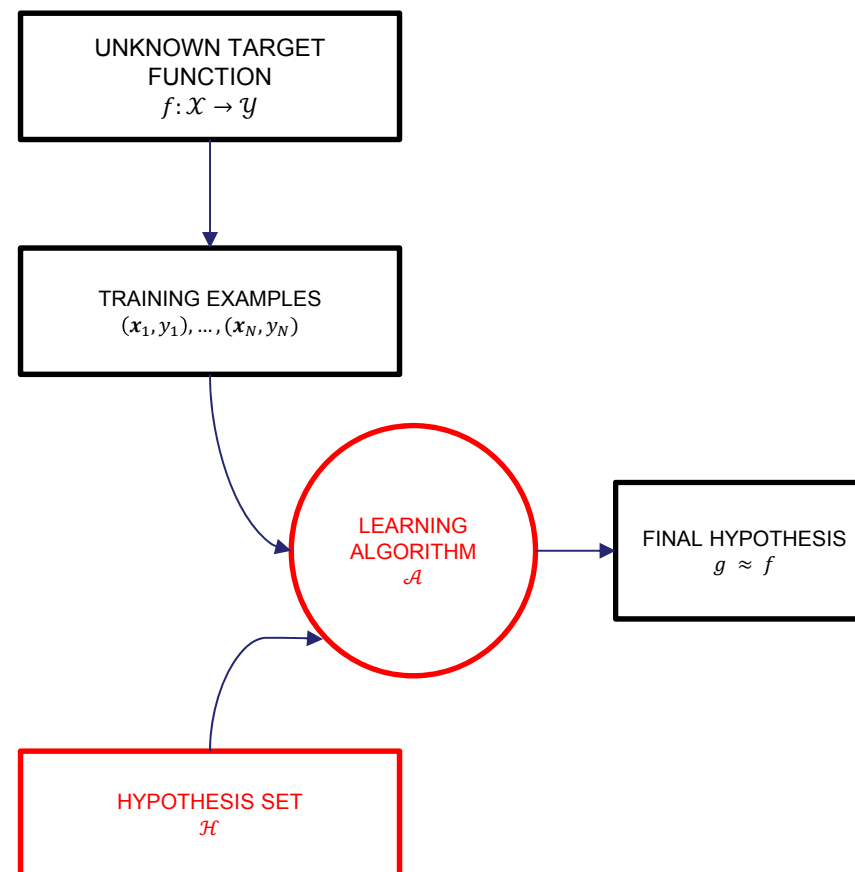 UNKNOWN TARGET
FUNCTION
𝑓: 𝒳 → 𝒴
TRAINING EXAMPLES
(𝒙₁, 𝑦₁), … , (𝒙_N, 𝑦_N)
LEARNING
ALGORITHM
𝒜
FINAL HYPOTHESIS
𝑔 ≈ 𝑓
HYPOTHESIS SET
ℋ